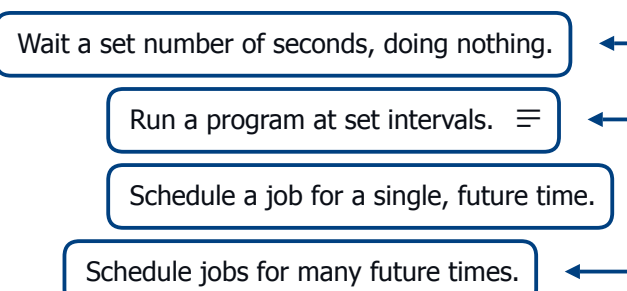 Wait a set number of seconds, doing nothing.
Run a program at set intervals.
Schedule a job for a single, future time.
Schedule jobs for many future times.